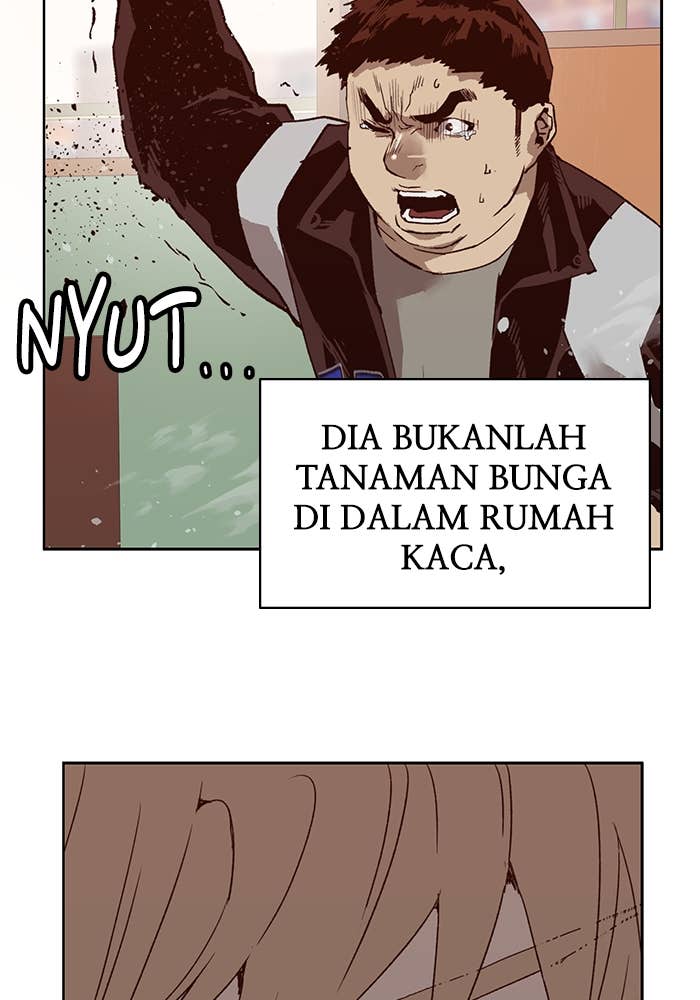 NYUT...
DIA BUKANLAH
TANAMAN BUNGA
DI DALAM RUMAH
KACA,